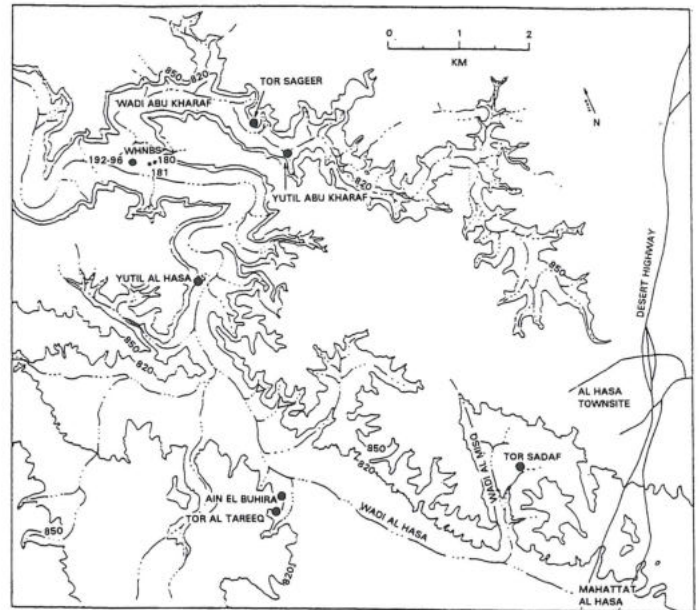 0 1 2
KM
850
820
TOR SAGEER
WADI ABU KHARAF
N
WHNBS
192-96
180
181
820
YUTIL ABU KHARAF
850
DESERT HIGHWAY
YUTIL AL HASA
850
820
AL HASA
TOWNSITE
850
820
WADI AL MISQ
TOR SADAF
AIN EL BUHIRA
TOR AL TAREEQ
WADI AL HASA
850
820
MAHATTAT
AL HASA